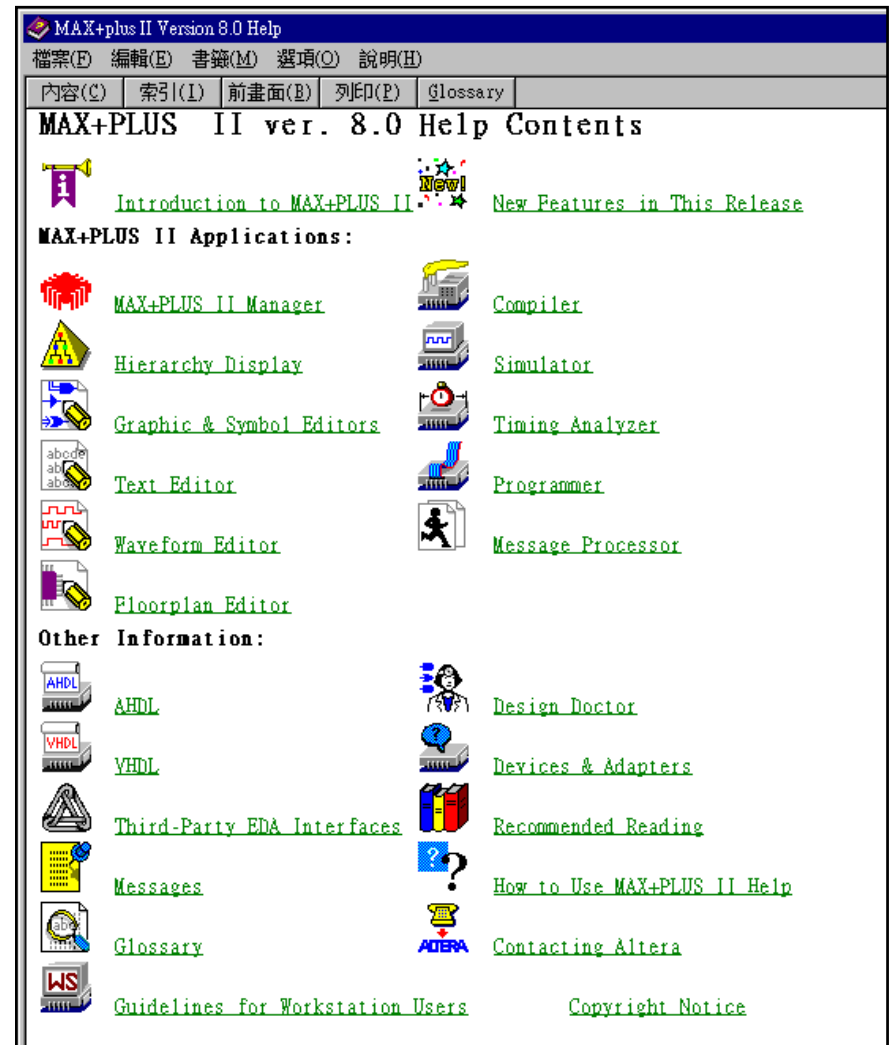 MAX+plus II Version 8.0 Help
檔案(F) 編輯(E) 書籤(M) 選項(O) 說明(H)
內容(C) 索引(I) 前畫面(B) 列印(P) Glossary
MAX+PLUS II ver. 8.0 Help Contents
i
New!
Introduction to MAX+PLUS II New Features in This Release
MAX+PLUS II Applications:
MAX+PLUS II Manager Compiler
Hierarchy Display Simulator
Graphic & Symbol Editors Timing Analyzer
Text Editor Programmer
Waveform Editor Message Processor
Floorplan Editor
Other Information:
AHDL
AHDL Design Doctor
VHDL
VHDL Devices & Adapters
Third-Party EDA Interfaces Recommended Reading
Messages How to Use MAX+PLUS II Help
ALTERA
Glossary Contacting Altera
WS
Guidelines for Workstation Users Copyright Notice